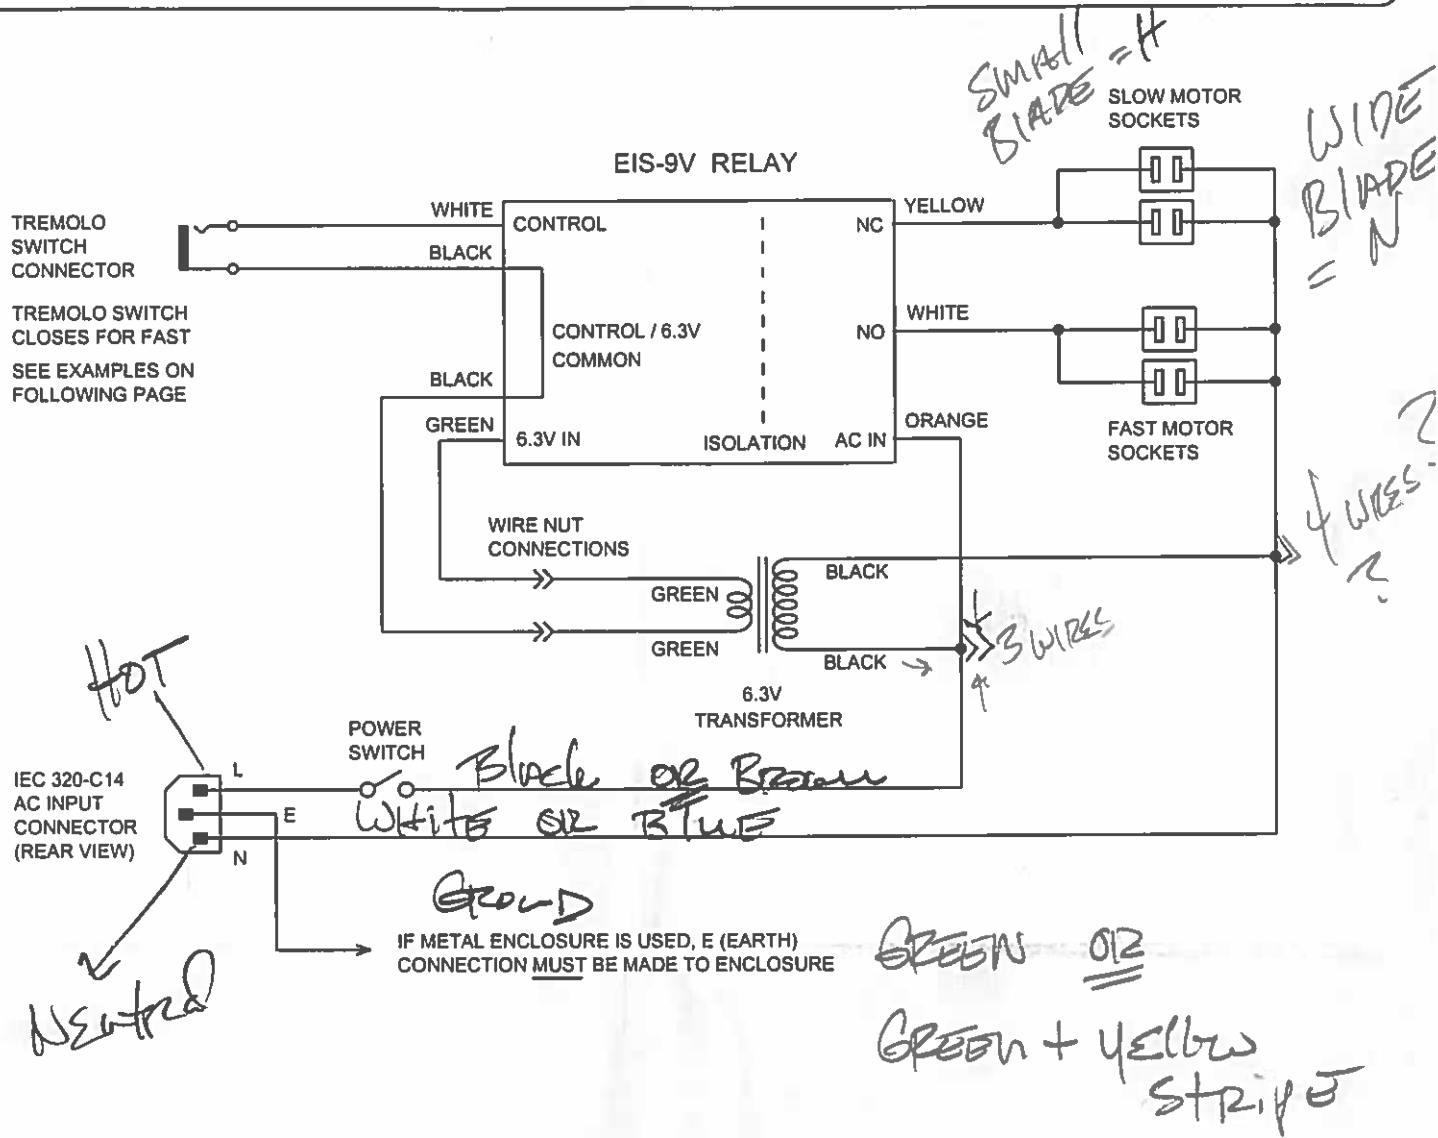 SMAll
BlADE = H
SLOW MOTOR
SOCKETS
WIDE
BlADE
= N
EIS-9V RELAY
TREMOLO
SWITCH
CONNECTOR
WHITE
CONTROL
NC
YELLOW
BLACK
TREMOLO SWITCH
CLOSES FOR FAST
CONTROL / 6.3V
COMMON
NO
WHITE
SEE EXAMPLES ON
FOLLOWING PAGE
BLACK
GREEN
6.3V IN
ISOLATION
AC IN
ORANGE
FAST MOTOR
SOCKETS
4 WIRES ?
?
WIRE NUT
CONNECTIONS
GREEN
BLACK
GREEN
BLACK
3 WIRES
6.3V
TRANSFORMER
HOT
POWER
SWITCH
IEC 320-C14
AC INPUT
CONNECTOR
(REAR VIEW)
L
Black OR Brown
E
WHitE OR BluE
N
GrounD
IF METAL ENCLOSURE IS USED, E (EARTH)
CONNECTION MUST BE MADE TO ENCLOSURE
NEutral
GREEN OR
GREEn + YEllow
StRipE